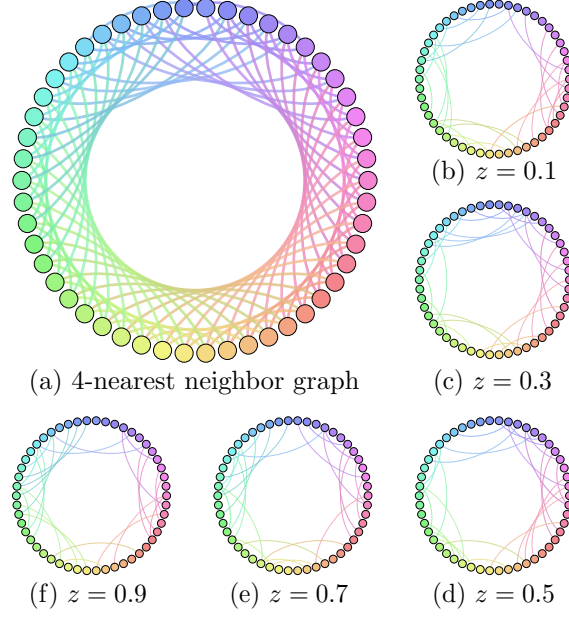 (b) z = 0.1
(a) 4-nearest neighbor graph
(c) z = 0.3
(f) z = 0.9
(e) z = 0.7
(d) z = 0.5